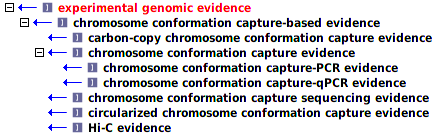 experimental genomic evidence
chromosome conformation capture-based evidence
carbon-copy chromosome conformation capture evidence
chromosome conformation capture evidence
chromosome conformation capture-PCR evidence
chromosome conformation capture-qPCR evidence
chromosome conformation capture sequencing evidence
circularized chromosome conformation capture evidence
Hi-C evidence